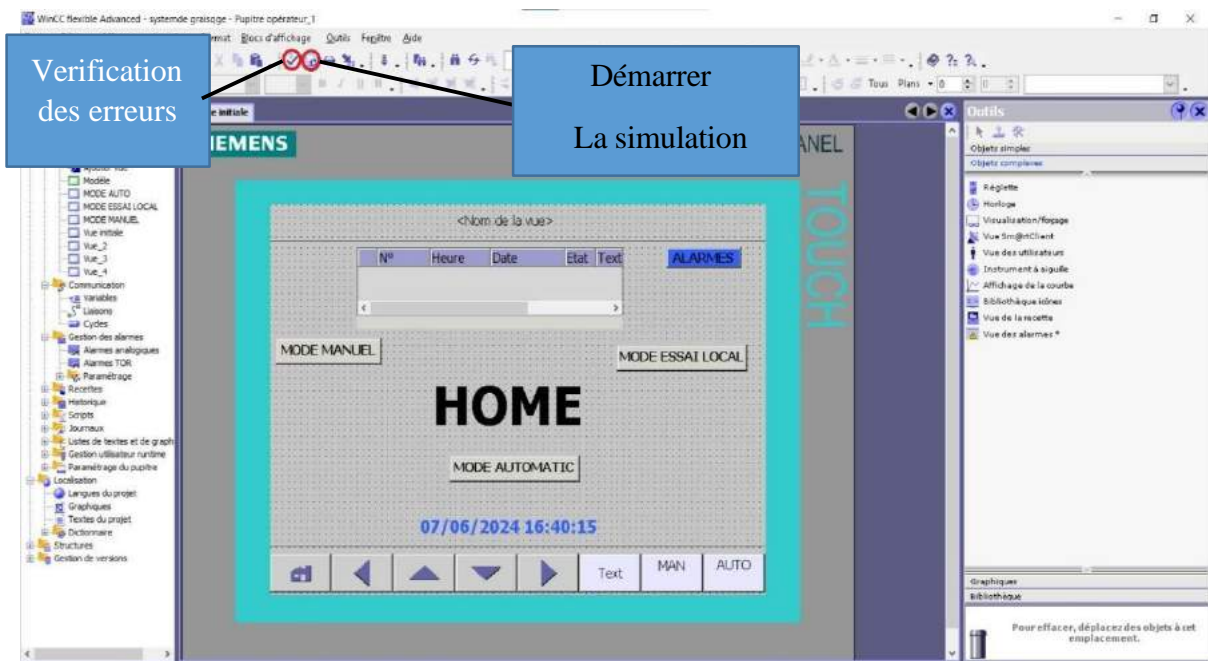 WinCC flexible Advanced - systemde graisage - Pupitre opérateur_1
Format Blocs d'affichage Outils Fenêtre Aide
Verification
des erreurs
Démarrer
La simulation
Tous Plans 0
Outils
Objets simples
Objets complexes
Réglette
Horloge
Visualisation/forçage
Vue Sm@rtClient
Vue des utilisateurs
Instrument à aiguille
Affichage de la courbe
Bibliothèque icônes
Vue de la recette
Vue des alarmes *
Graphiques
Bibliothèque
Pour effacer, déplacez des objets à cet
emplacement.
Modèle
MODE AUTO
MODE ESSAI LOCAL
MODE MANUEL
Vue initiale
Vue_2
Vue_3
Vue_4
Communication
Variables
Liaisons
Cycles
Gestion des alarmes
Alarmes analogiques
Alarmes TOR
Paramétrage
Recettes
Historique
Scripts
Journaux
Listes de textes et de graph
Gestion utilisateur runtime
Paramétrage du pupitre
Localisation
Langues du projet
Graphiques
Textes du projet
Dictionnaire
Structures
Gestion de versions
e initiale
IEMENS
ANEL
TOUCH
<Nom de la vue>
N° Heure Date Etat Text
ALARMES
MODE MANUEL
MODE ESSAI LOCAL
HOME
MODE AUTOMATIC
07/06/2024 16:40:15
Text MAN AUTO